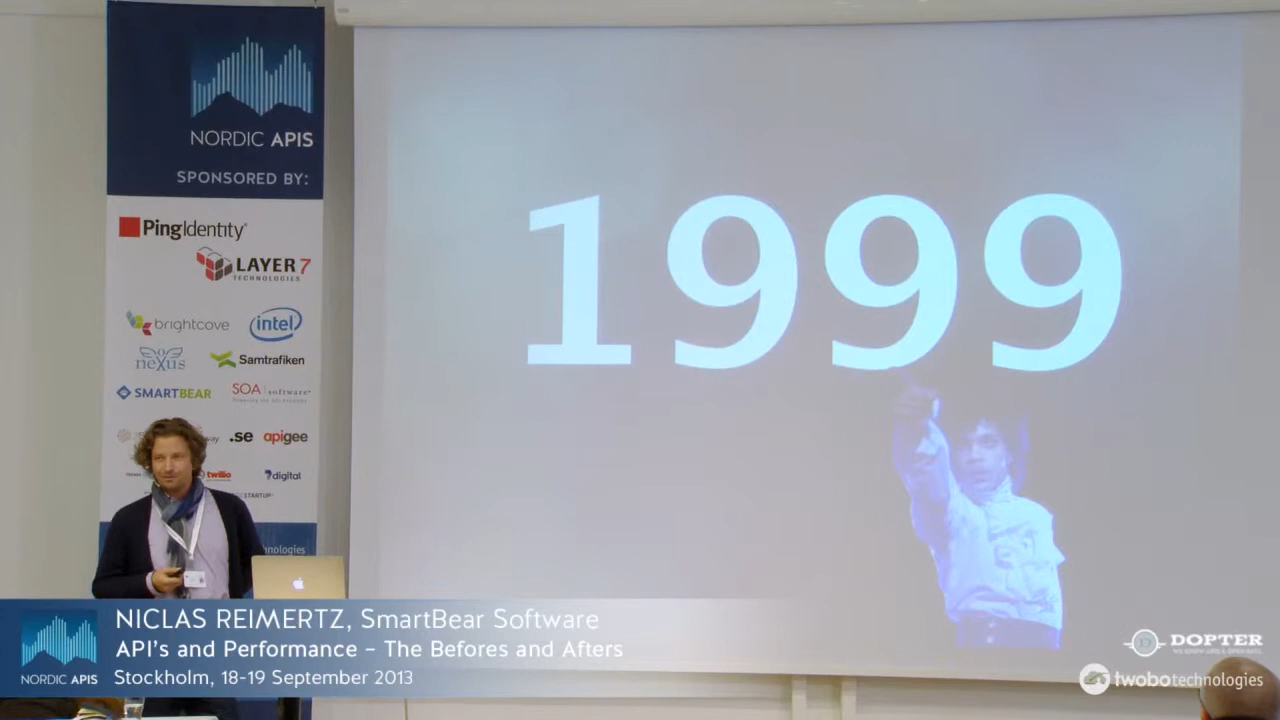 NORDIC APIS
SPONSORED BY:
PingIdentity
LAYER 7
TECHNOLOGIES
brightcove
intel
neXus
Samtrafiken
SMARTBEAR
SOA software
.se
apigee
twilio
7digital
1999
NICLAS REIMERTZ, SmartBear Software
API's and Performance – The Befores and Afters
Stockholm, 18-19 September 2013
NORDIC APIS
DOPTER
twobotechnologies